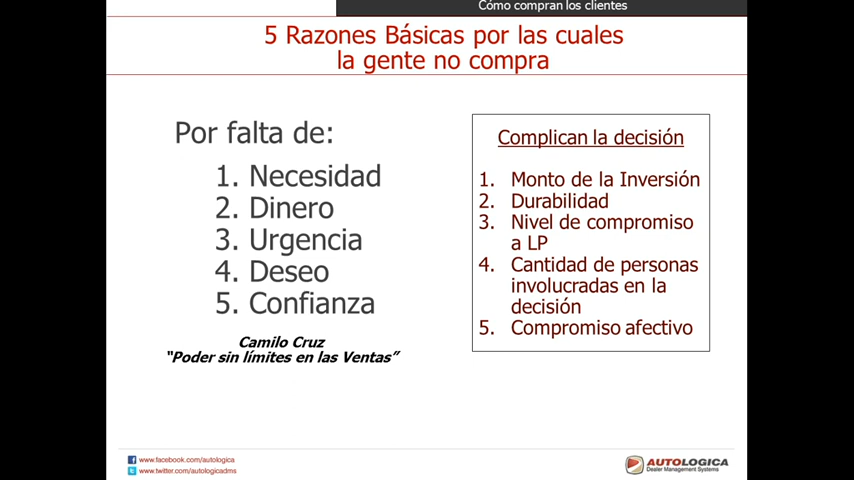 Cómo compran los clientes
5 Razones Básicas por las cuales
la gente no compra
Por falta de:
1. Necesidad
2. Dinero
3. Urgencia
4. Deseo
5. Confianza
Camilo Cruz
“Poder sin límites en las Ventas”
Complican la decisión
1. Monto de la Inversión
2. Durabilidad
3. Nivel de compromiso
a LP
4. Cantidad de personas
involucradas en la
decisión
5. Compromiso afectivo
www.facebook.com/autologica
www.twitter.com/autologicadms
AUTOLOGICA
Dealer Management Systems